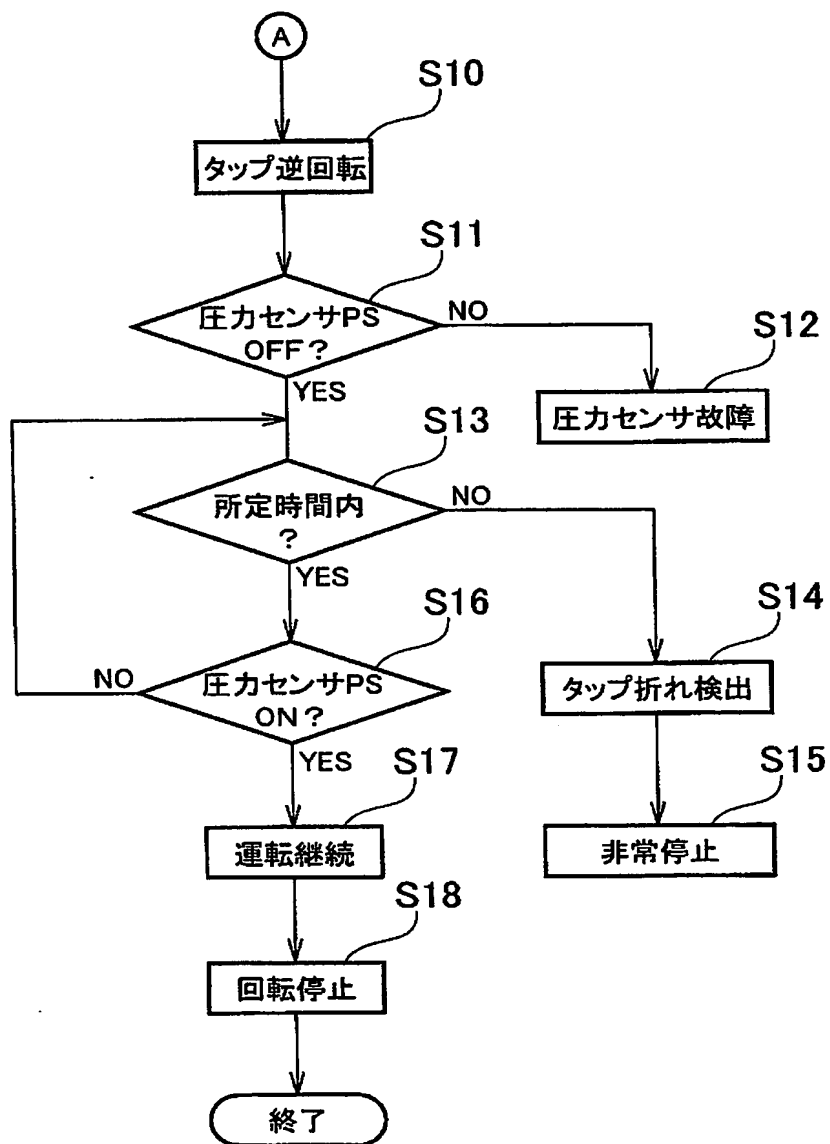 A
S10
タップ逆回転
S11
圧力センサPS
OFF?
NO
YES
S12
圧力センサ故障
S13
所定時間内
?
NO
YES
S14
タップ折れ検出
S16
圧力センサPS
ON?
NO
YES
S15
非常停止
S17
運転継続
S18
回転停止
終了